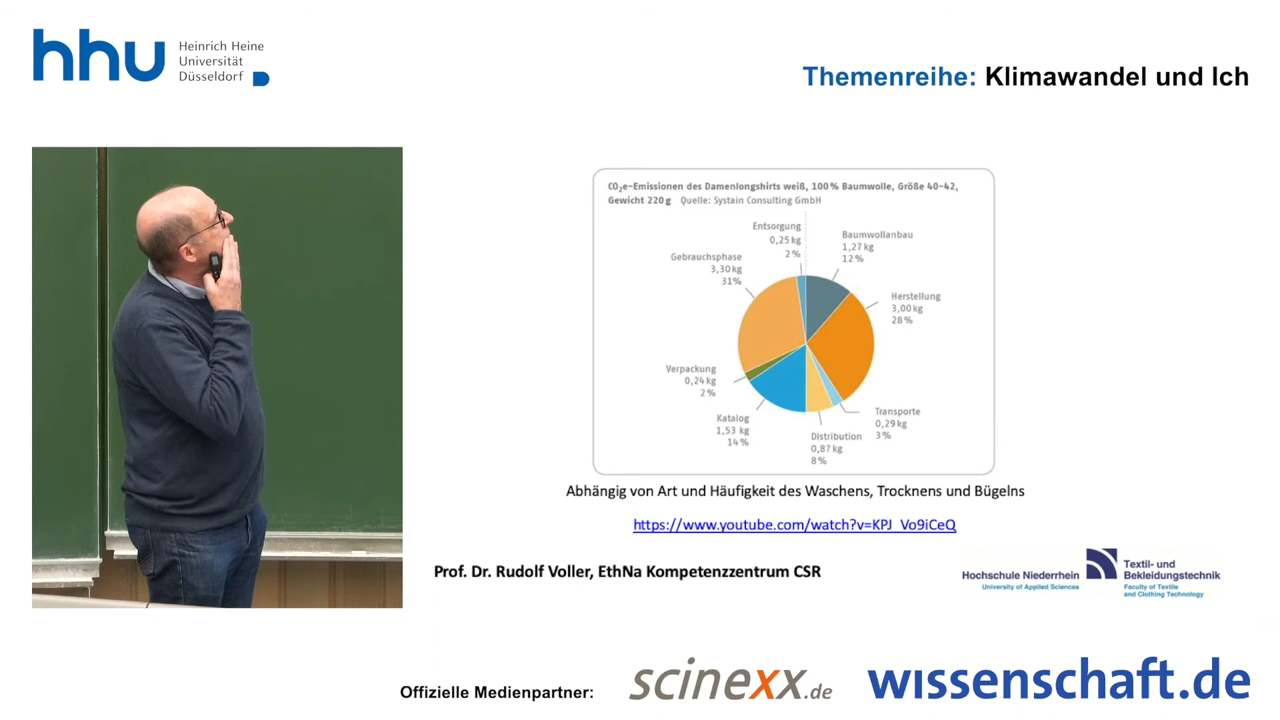 hhu Heinrich Heine
Universität
Düsseldorf
Themenreihe: Klimawandel und Ich
CO₂e-Emissionen des Damenlongshirts weiß, 100% Baumwolle, Größe 40-42,
Gewicht 220g Quelle: Systain Consulting GmbH
Entsorgung
0,25 kg
2%
Baumwollanbau
1,27 kg
12%
Gebrauchsphase
3,30 kg
31%
Herstellung
3,00 kg
28%
Verpackung
0,24 kg
2%
Katalog
1,53 kg
14%
Distribution
0,87 kg
8%
Transporte
0,29 kg
3%
Abhängig von Art und Häufigkeit des Waschens, Trocknens und Bügelns
https://www.youtube.com/watch?v=KPJ_Vo9iCeQ
Prof. Dr. Rudolf Voller, EthNa Kompetenzzentrum CSR
Hochschule Niederrhein
University of Applied Sciences
Textil- und
Bekleidungstechnik
Faculty of Textile
and Clothing Technology
Offizielle Medienpartner:
scinexx.de
wissenschaft.de